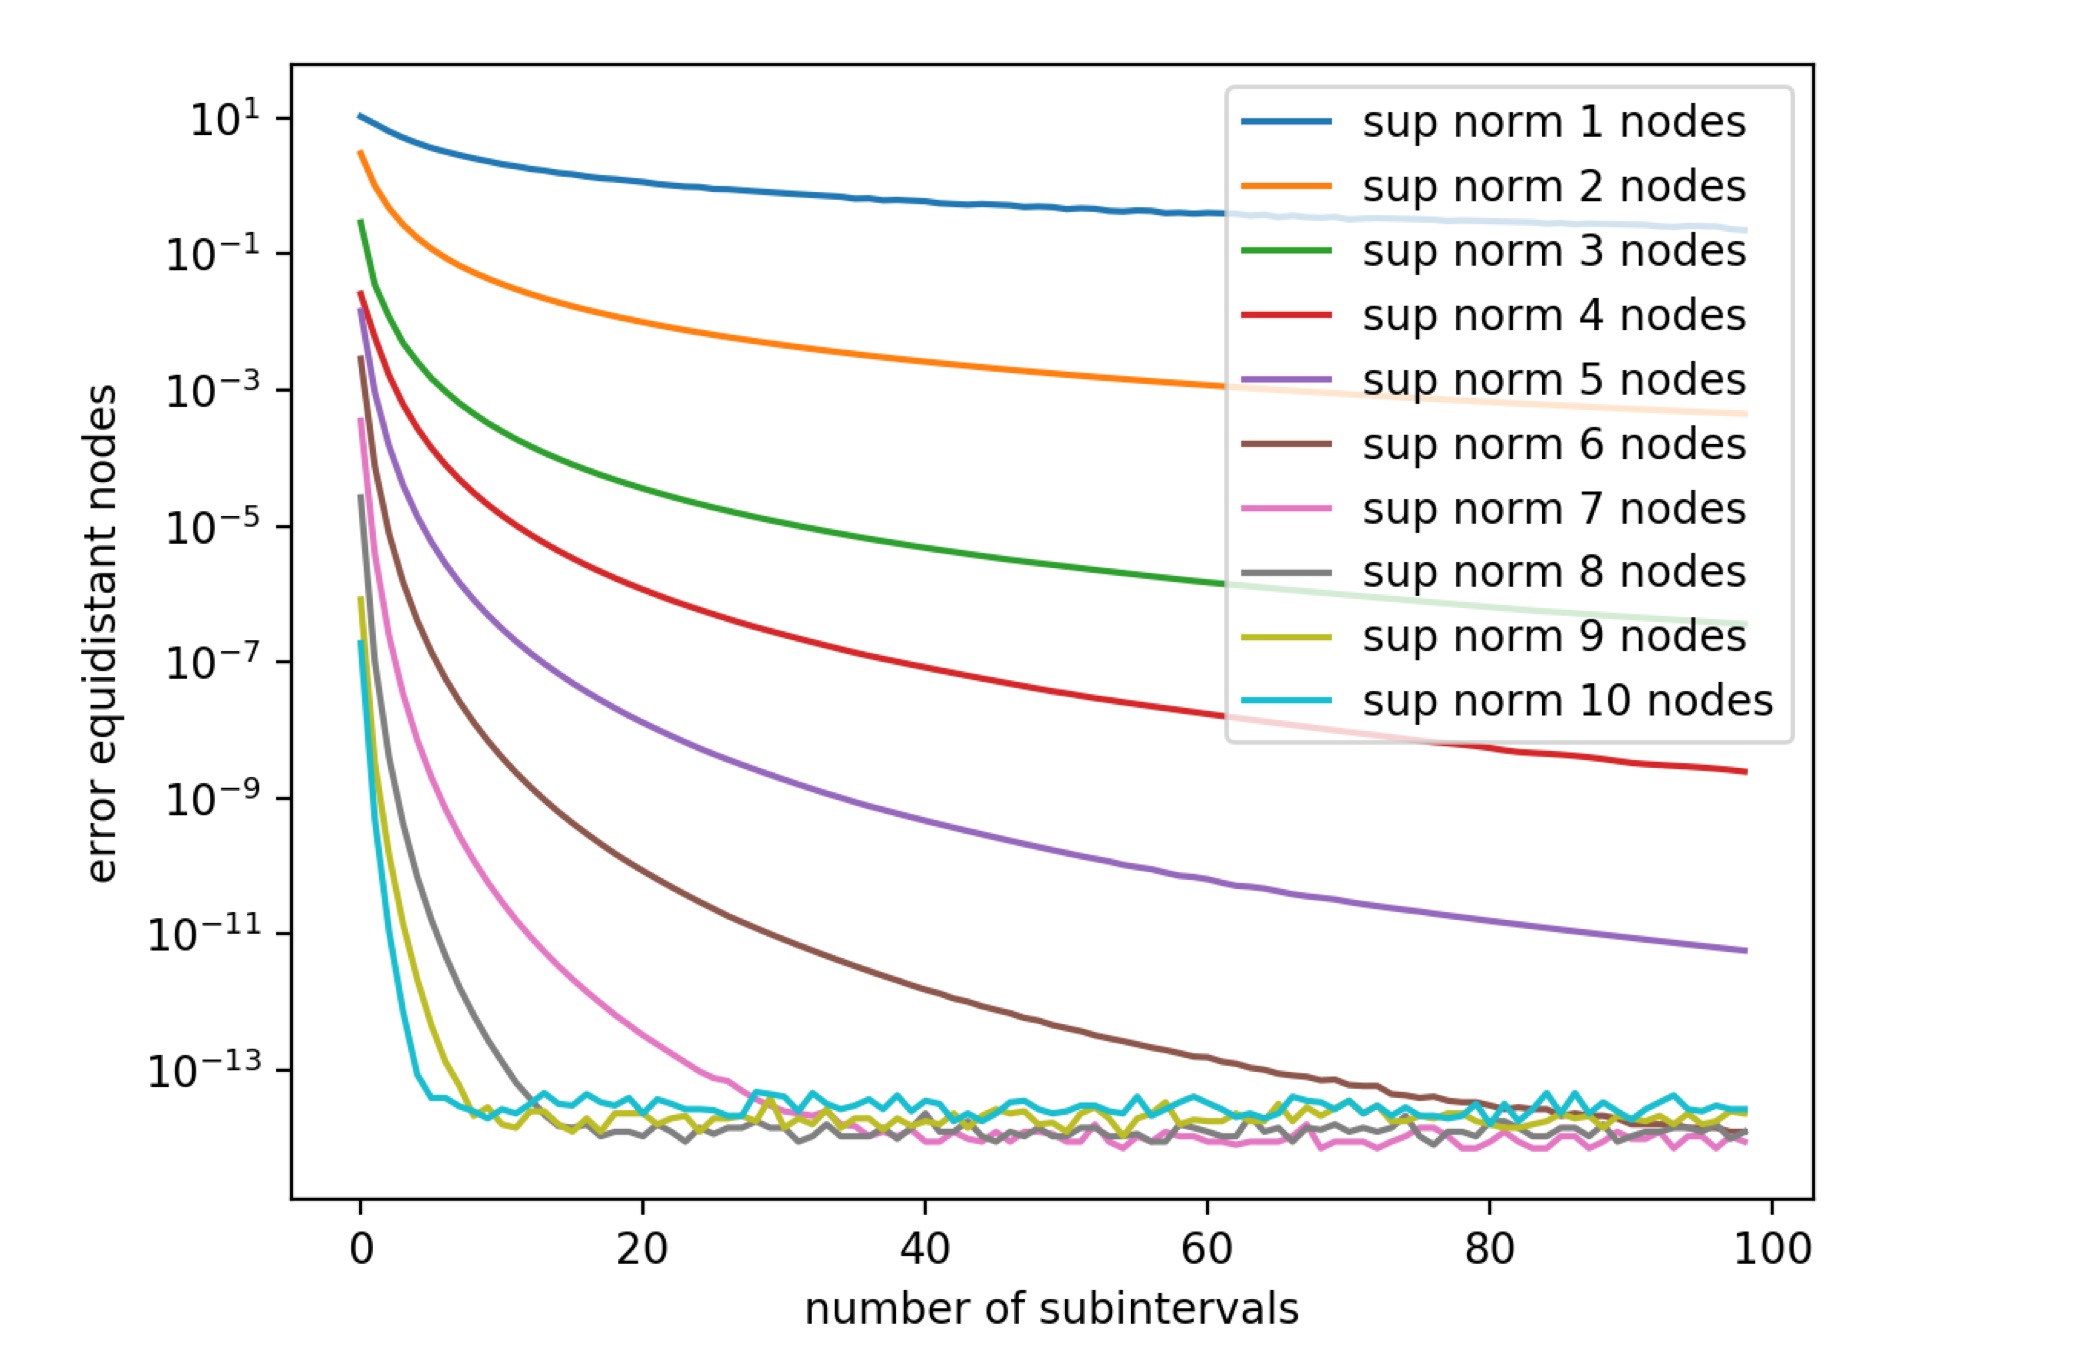 10¹
10⁻¹
10⁻³
10⁻⁵
10⁻⁷
10⁻⁹
10⁻¹¹
10⁻¹³
error equidistant nodes
sup norm 1 nodes
sup norm 2 nodes
sup norm 3 nodes
sup norm 4 nodes
sup norm 5 nodes
sup norm 6 nodes
sup norm 7 nodes
sup norm 8 nodes
sup norm 9 nodes
sup norm 10 nodes
0 20 40 60 80 100
number of subintervals